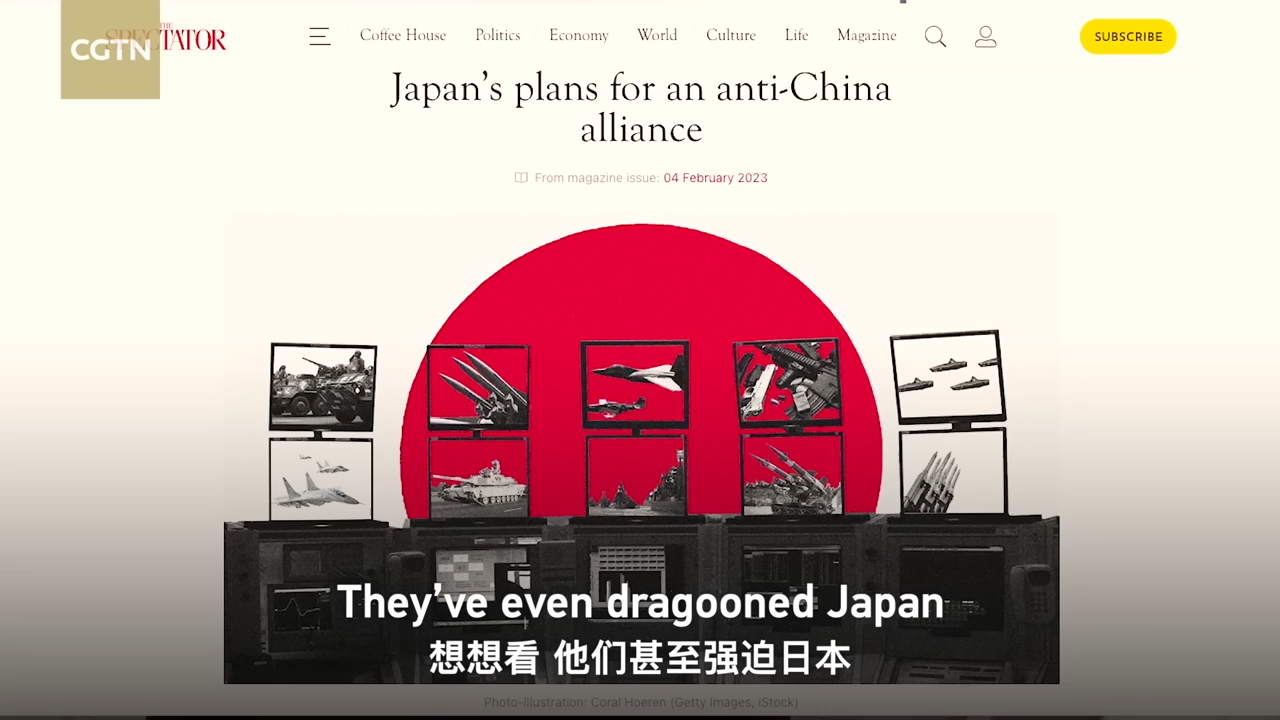 CGTN
THE
SPECTATOR
Coffee House Politics Economy World Culture Life Magazine
SUBSCRIBE
Japan's plans for an anti-China
alliance
From magazine issue: 04 February 2023
They've even dragooned Japan
想想看 他们甚至强迫日本
Photo-illustration: Coral Hoeren (Getty Images, iStock)